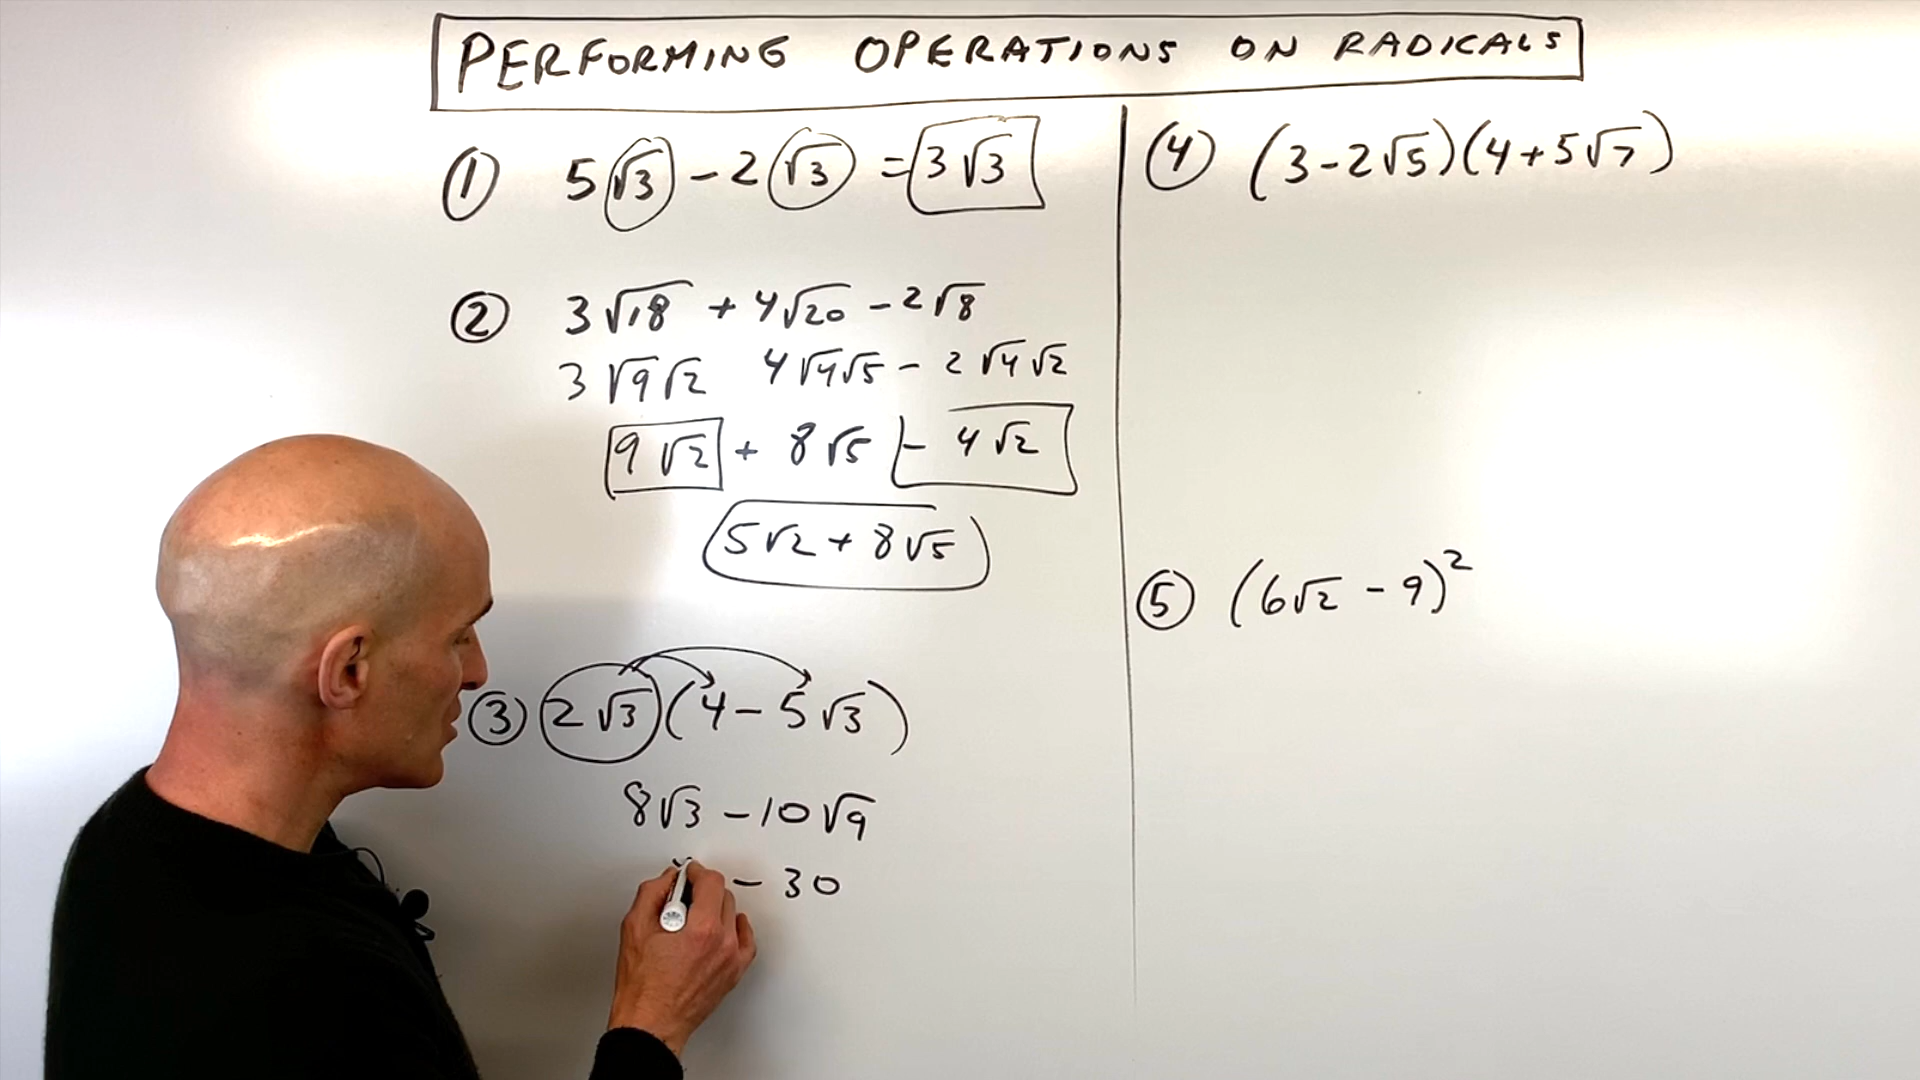 PERFORMING OPERATIONS ON RADICALS
① 5√3 - 2√3 = 3√3
② 3√18 + 4√20 - 2√8
3√9√2 4√4√5 - 2√4√2
9√2 + 8√5 - 4√2
5√2 + 8√5
③ 2√3(4 - 5√3)
8√3 - 10√9
- 30
④ (3 - 2√5)(4 + 5√7)
⑤ (6√2 - 9)²